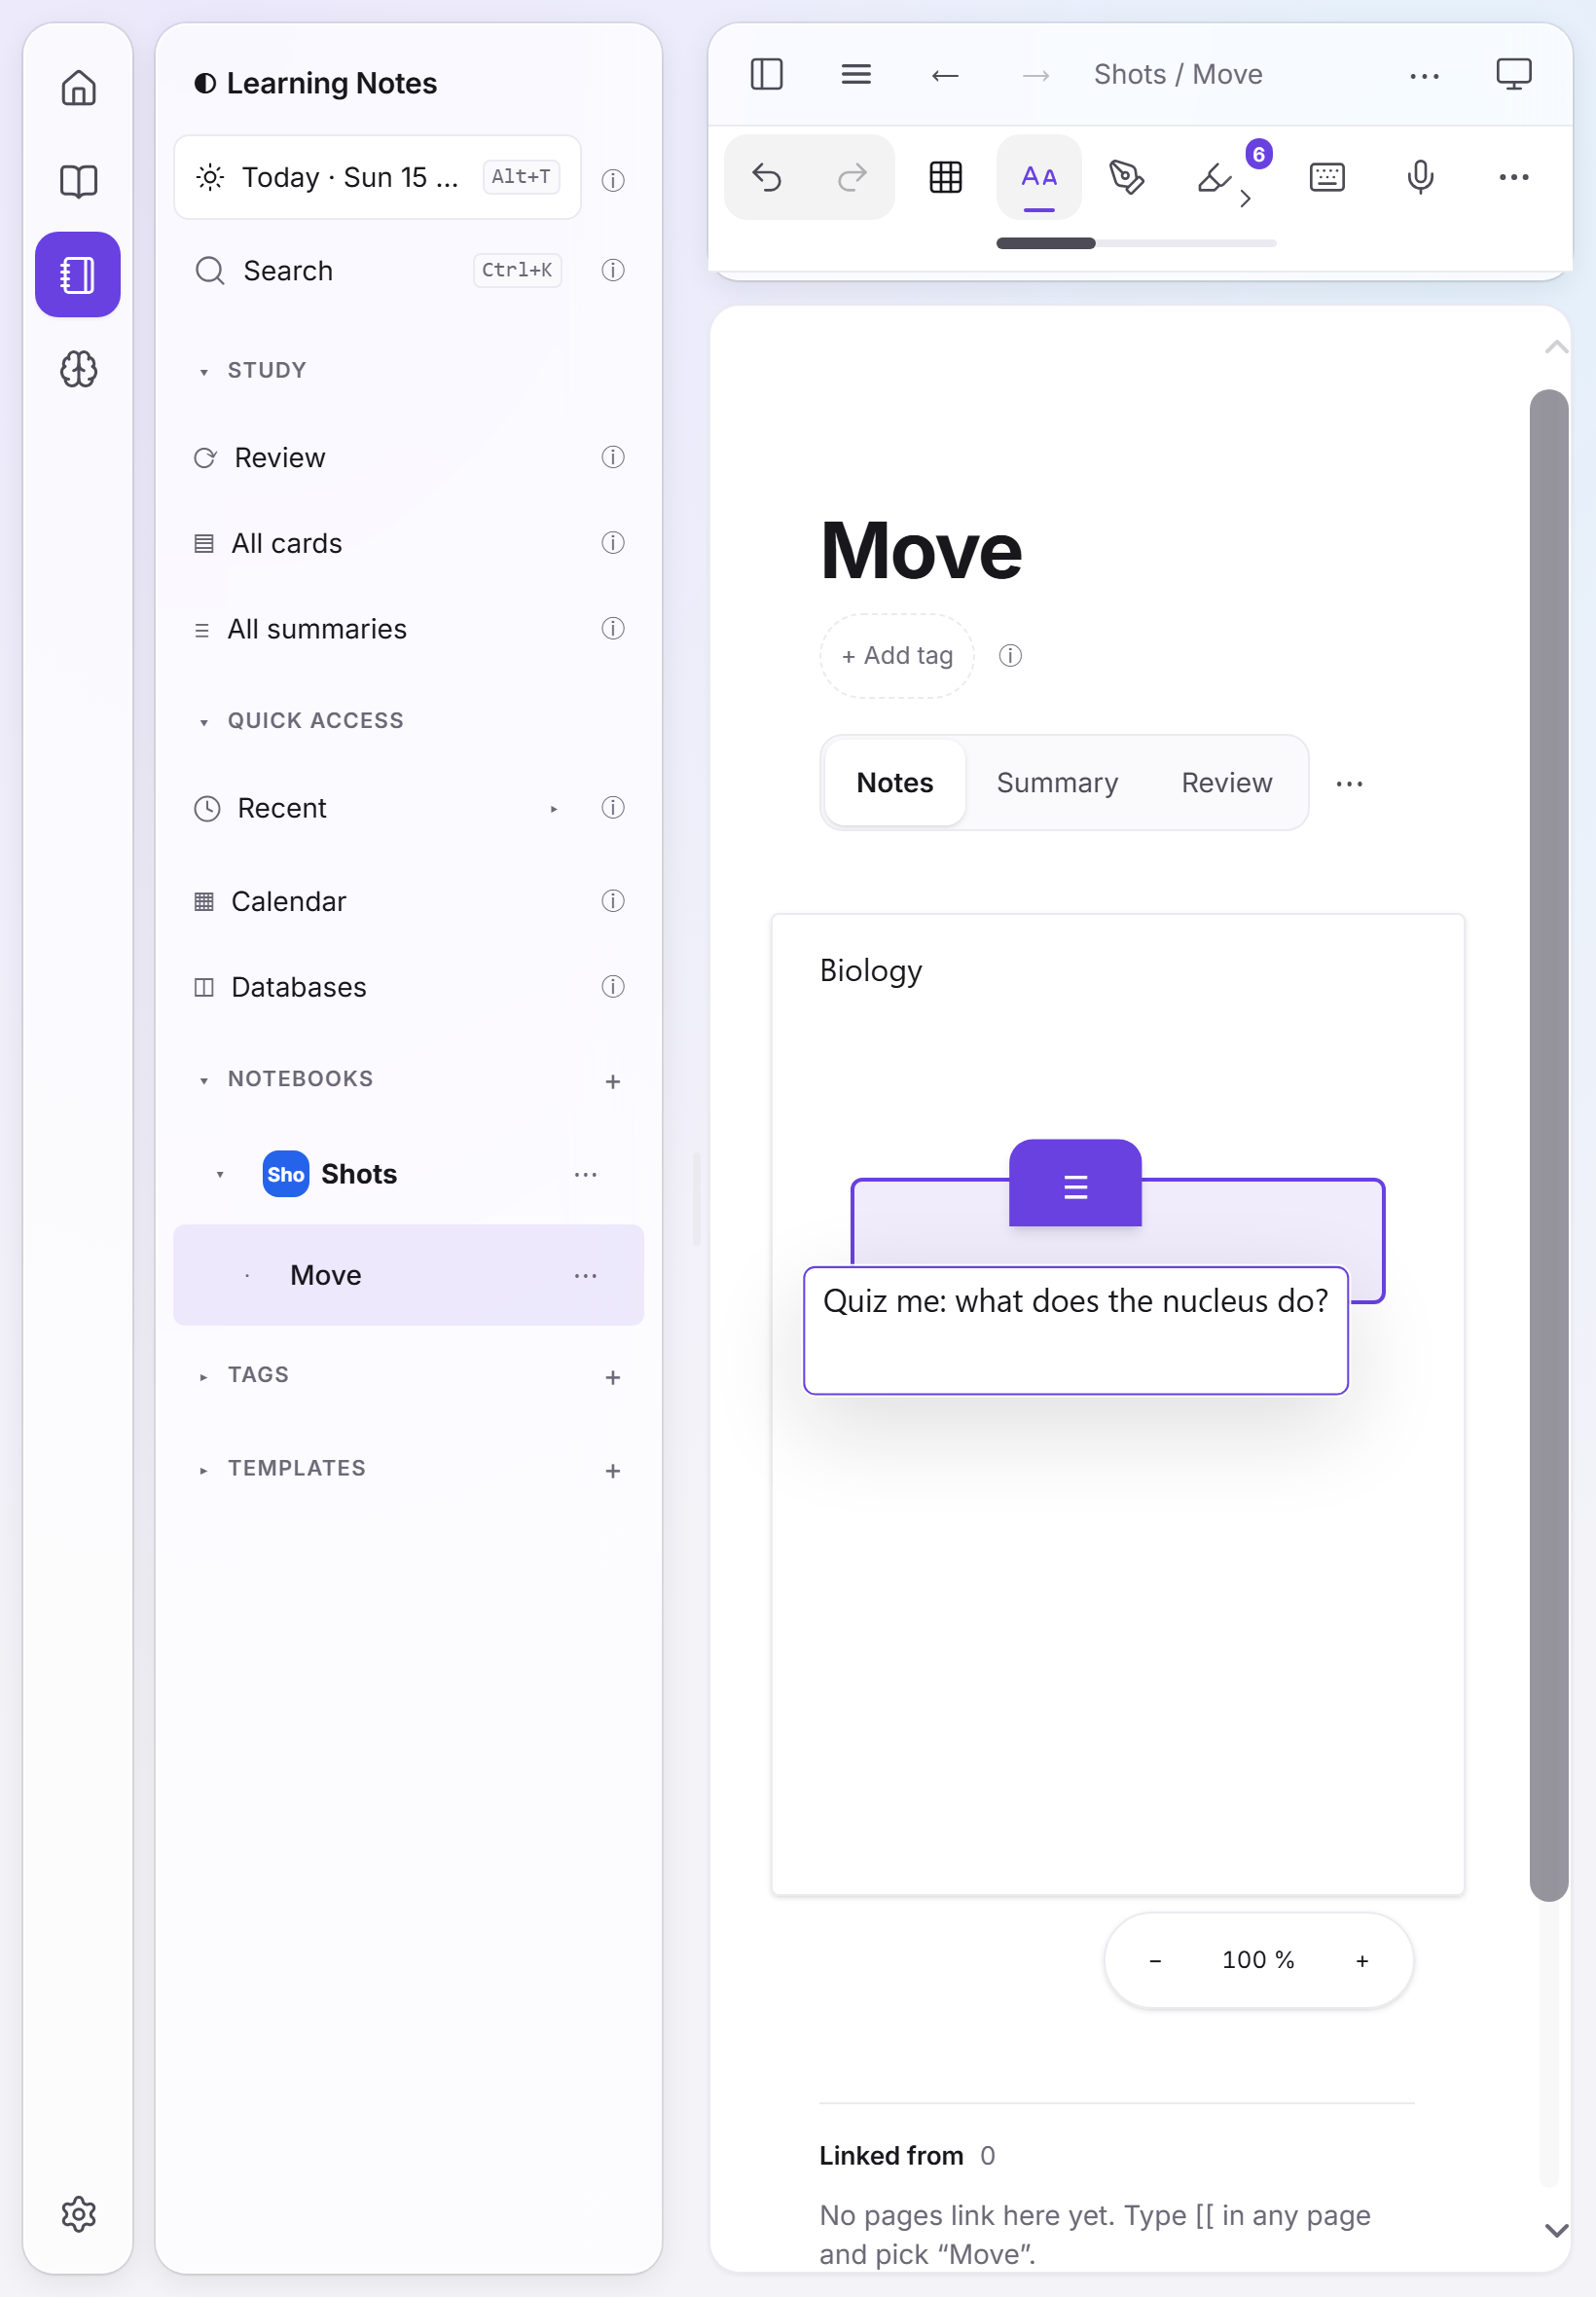 Learning Notes
Today · Sun 15 ... Alt+T
Search Ctrl+K
STUDY
Review
All cards
All summaries
QUICK ACCESS
Recent
Calendar
Databases
NOTEBOOKS +
Sho Shots ...
Move ...
TAGS +
TEMPLATES +
Shots / Move ...
AA 6
Move
+ Add tag
Notes Summary Review ...
Biology
Quiz me: what does the nucleus do?
− 100 % +
Linked from 0
No pages link here yet. Type [[ in any page
and pick “Move”.